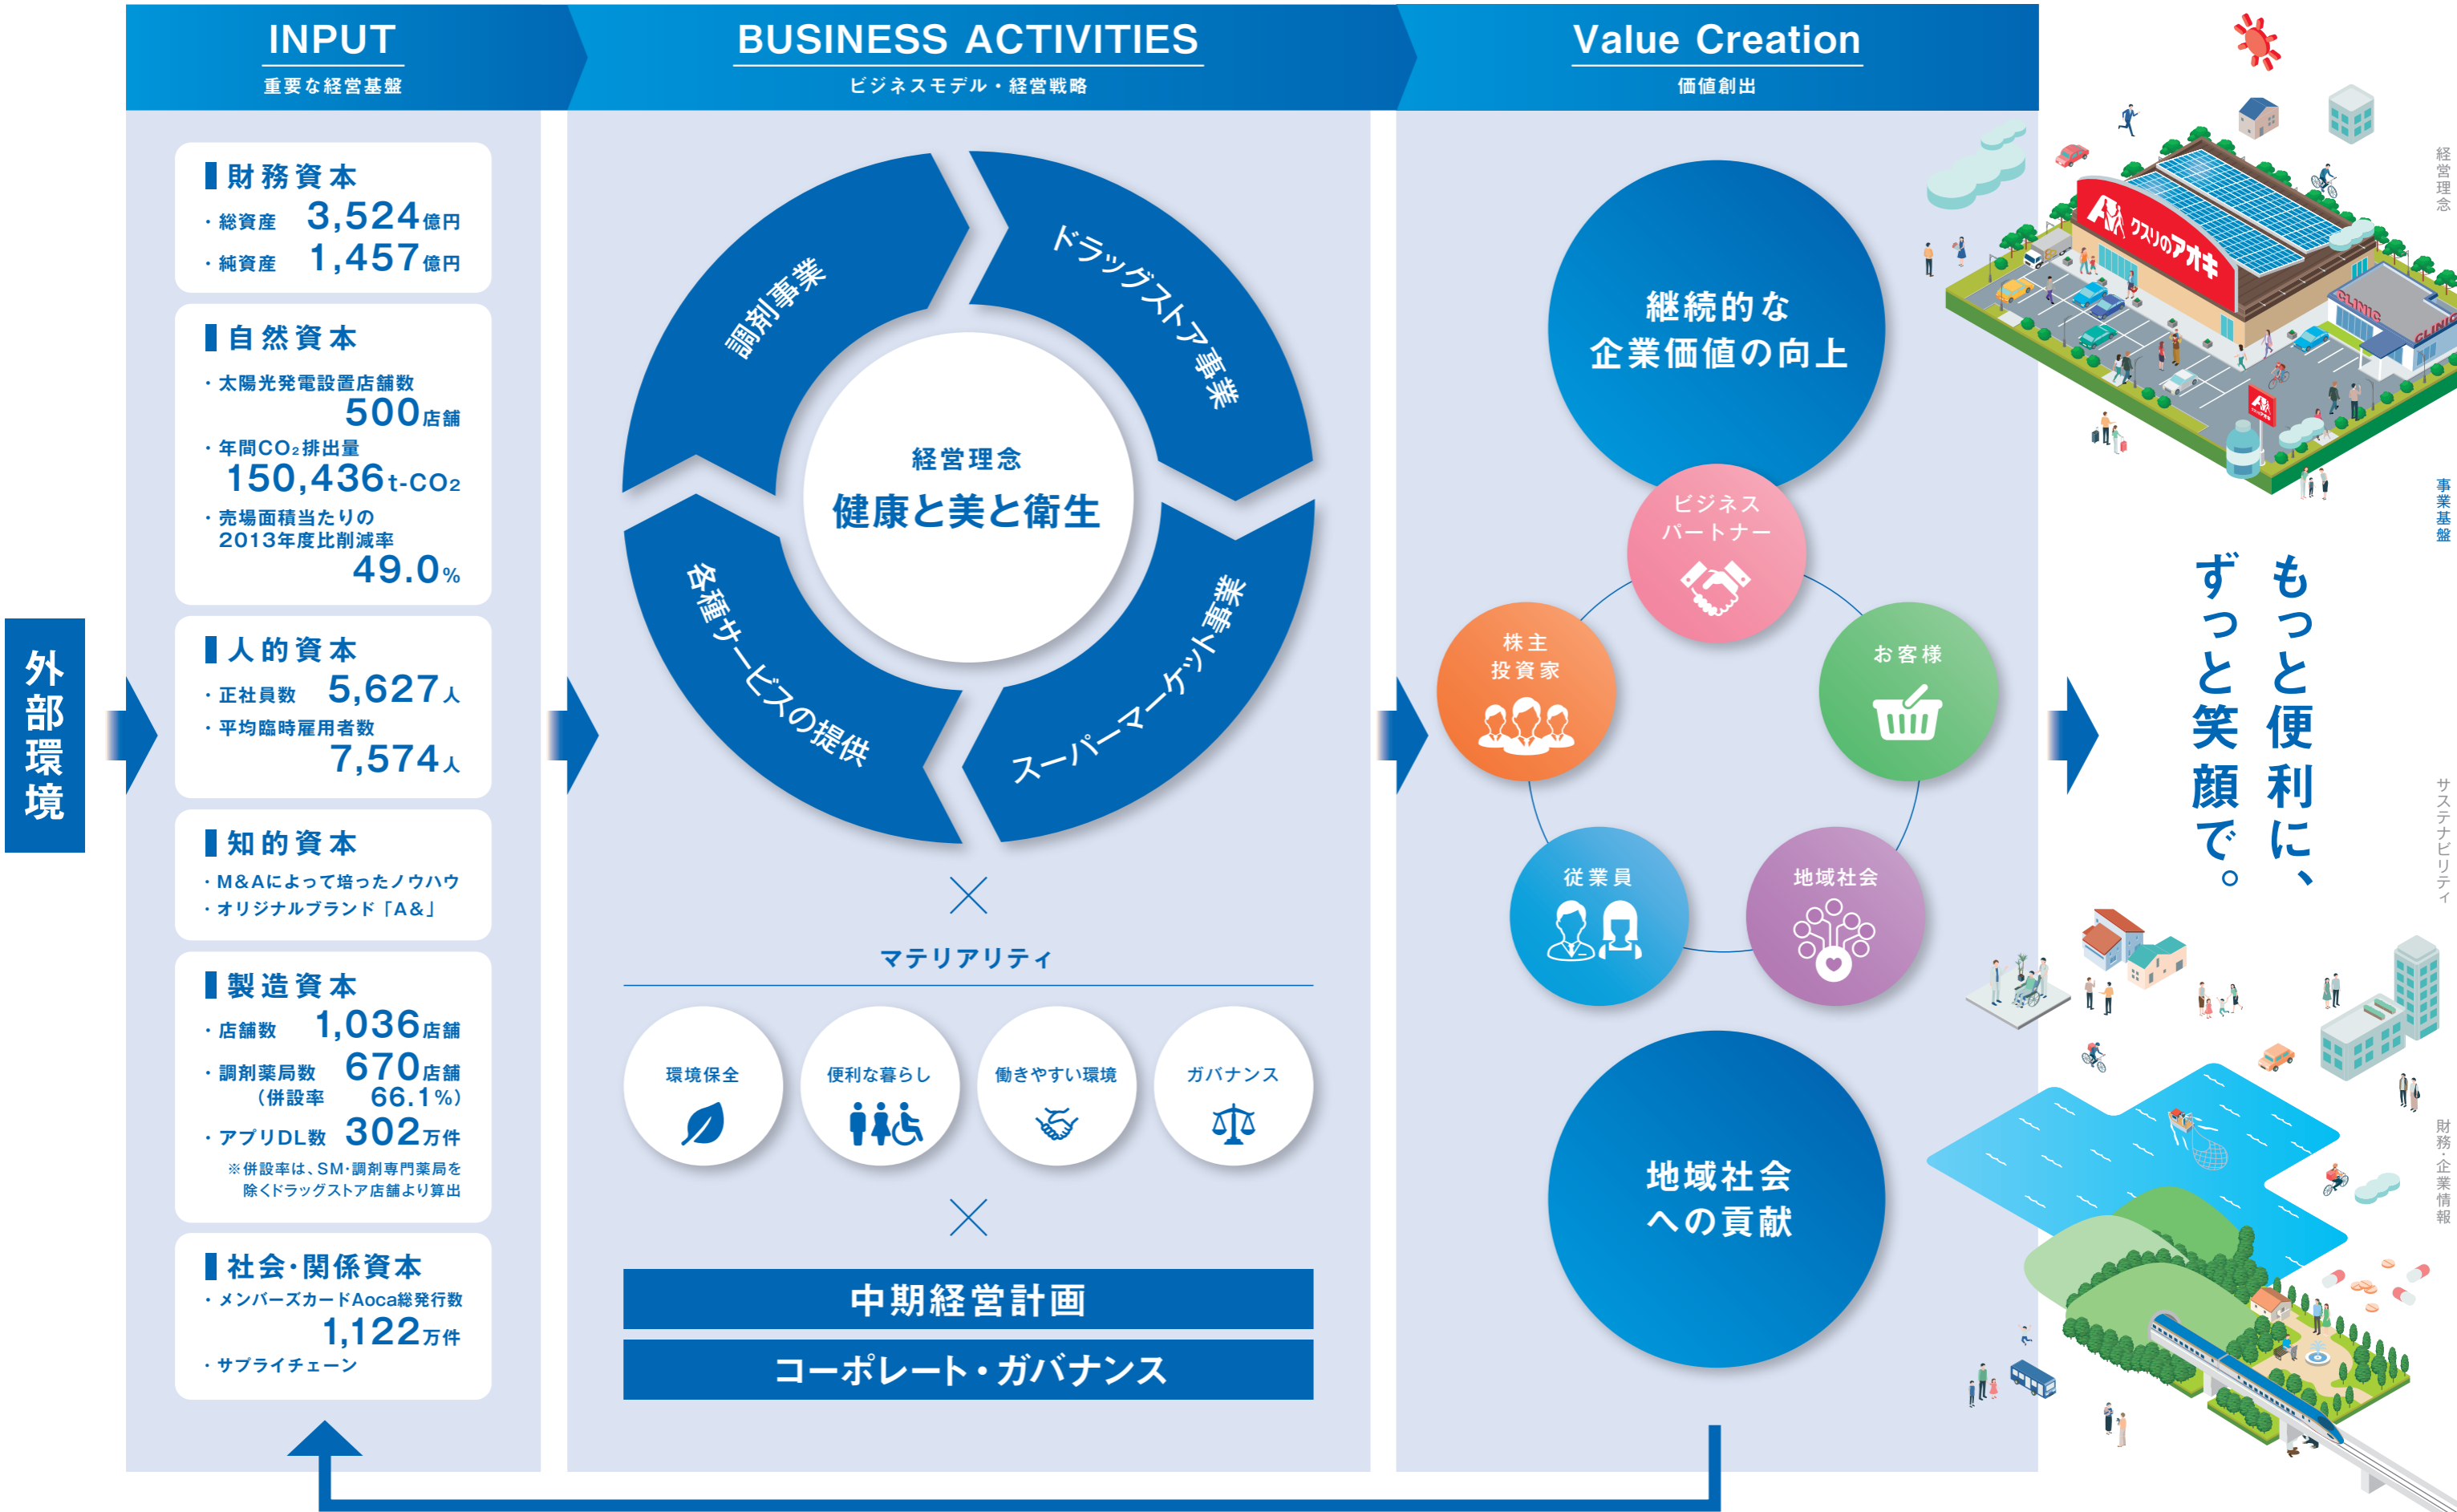 INPUT
重要な経営基盤
BUSINESS ACTIVITIES
ビジネスモデル・経営戦略
Value Creation
価値創出
外部環境
財務資本
・総資産 3,524億円
・純資産 1,457億円
自然資本
・太陽光発電設置店舗数
500店舗
・年間CO₂排出量
150,436t-CO₂
・売場面積当たりの
2013年度比削減率
49.0%
人的資本
・正社員数 5,627人
・平均臨時雇用者数
7,574人
知的資本
・M&Aによって培ったノウハウ
・オリジナルブランド「A&」
製造資本
・店舗数 1,036店舗
・調剤薬局数 670店舗
(併設率 66.1%)
・アプリDL数 302万件
※併設率は、SM・調剤専門薬局を
除くドラッグストア店舗より算出
社会・関係資本
・メンバーズカードAoca総発行数
1,122万件
・サプライチェーン
調剤事業
ドラッグストア事業
スーパーマーケット事業
各種サービスの提供
経営理念
健康と美と衛生
マテリアリティ
環境保全
便利な暮らし
働きやすい環境
ガバナンス
中期経営計画
コーポレート・ガバナンス
継続的な
企業価値の向上
ビジネス
パートナー
株主
投資家
お客様
従業員
地域社会
地域社会
への貢献
クスリのアオキ
CLINIC
CLINIC
もっと便利に、
ずっと笑顔で。
経営理念
事業基盤
サステナビリティ
財務・企業情報